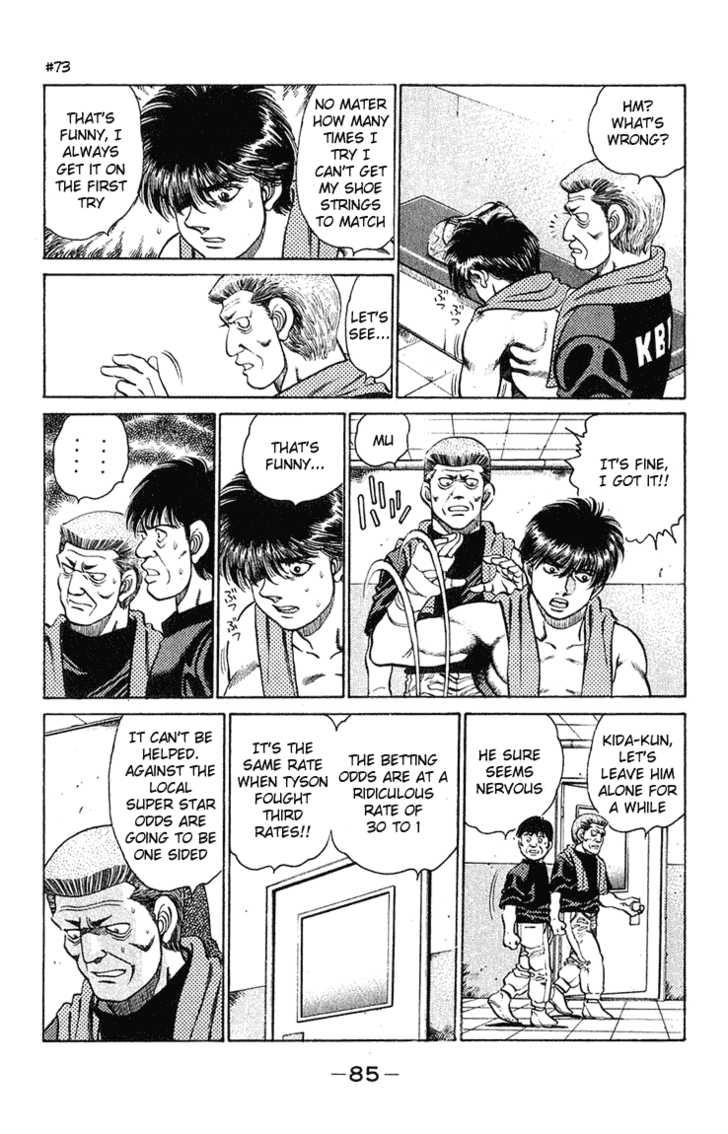 #73
HM?
WHAT'S
WRONG?
KB
NO MATER
HOW MANY
TIMES I
TRY I
CAN'T GET
MY SHOE
STRINGS
TO MATCH
THAT'S
FUNNY, I
ALWAYS
GET IT ON
THE FIRST
TRY
LET'S
SEE...
IT'S FINE,
I GOT IT!!
MU
THAT'S
FUNNY...
KIDA-KUN,
LET'S
LEAVE HIM
ALONE FOR
A WHILE
HE SURE
SEEMS
NERVOUS
THE BETTING
ODDS ARE AT A
RIDICULOUS
RATE OF
30 TO 1
IT'S THE
SAME RATE
WHEN TYSON
FOUGHT
THIRD
RATES!!
IT CAN'T BE
HELPED.
AGAINST THE
LOCAL
SUPER STAR
ODDS ARE
GOING TO BE
ONE SIDED
-85-